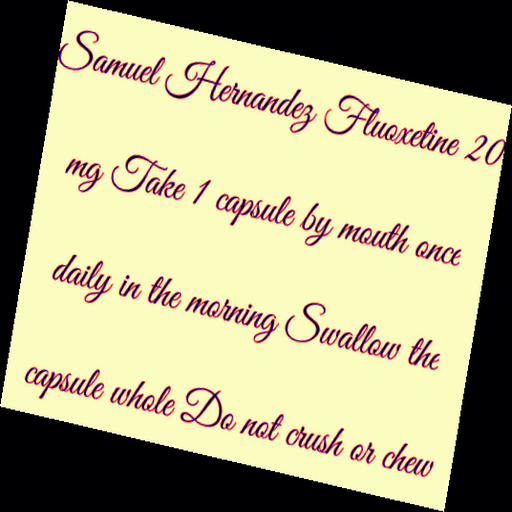 Samuel Hernandez Fluoxetine 20
mg Take 1 capsule by mouth once
daily in the morning Swallow the
capsule whole Do not crush or chew